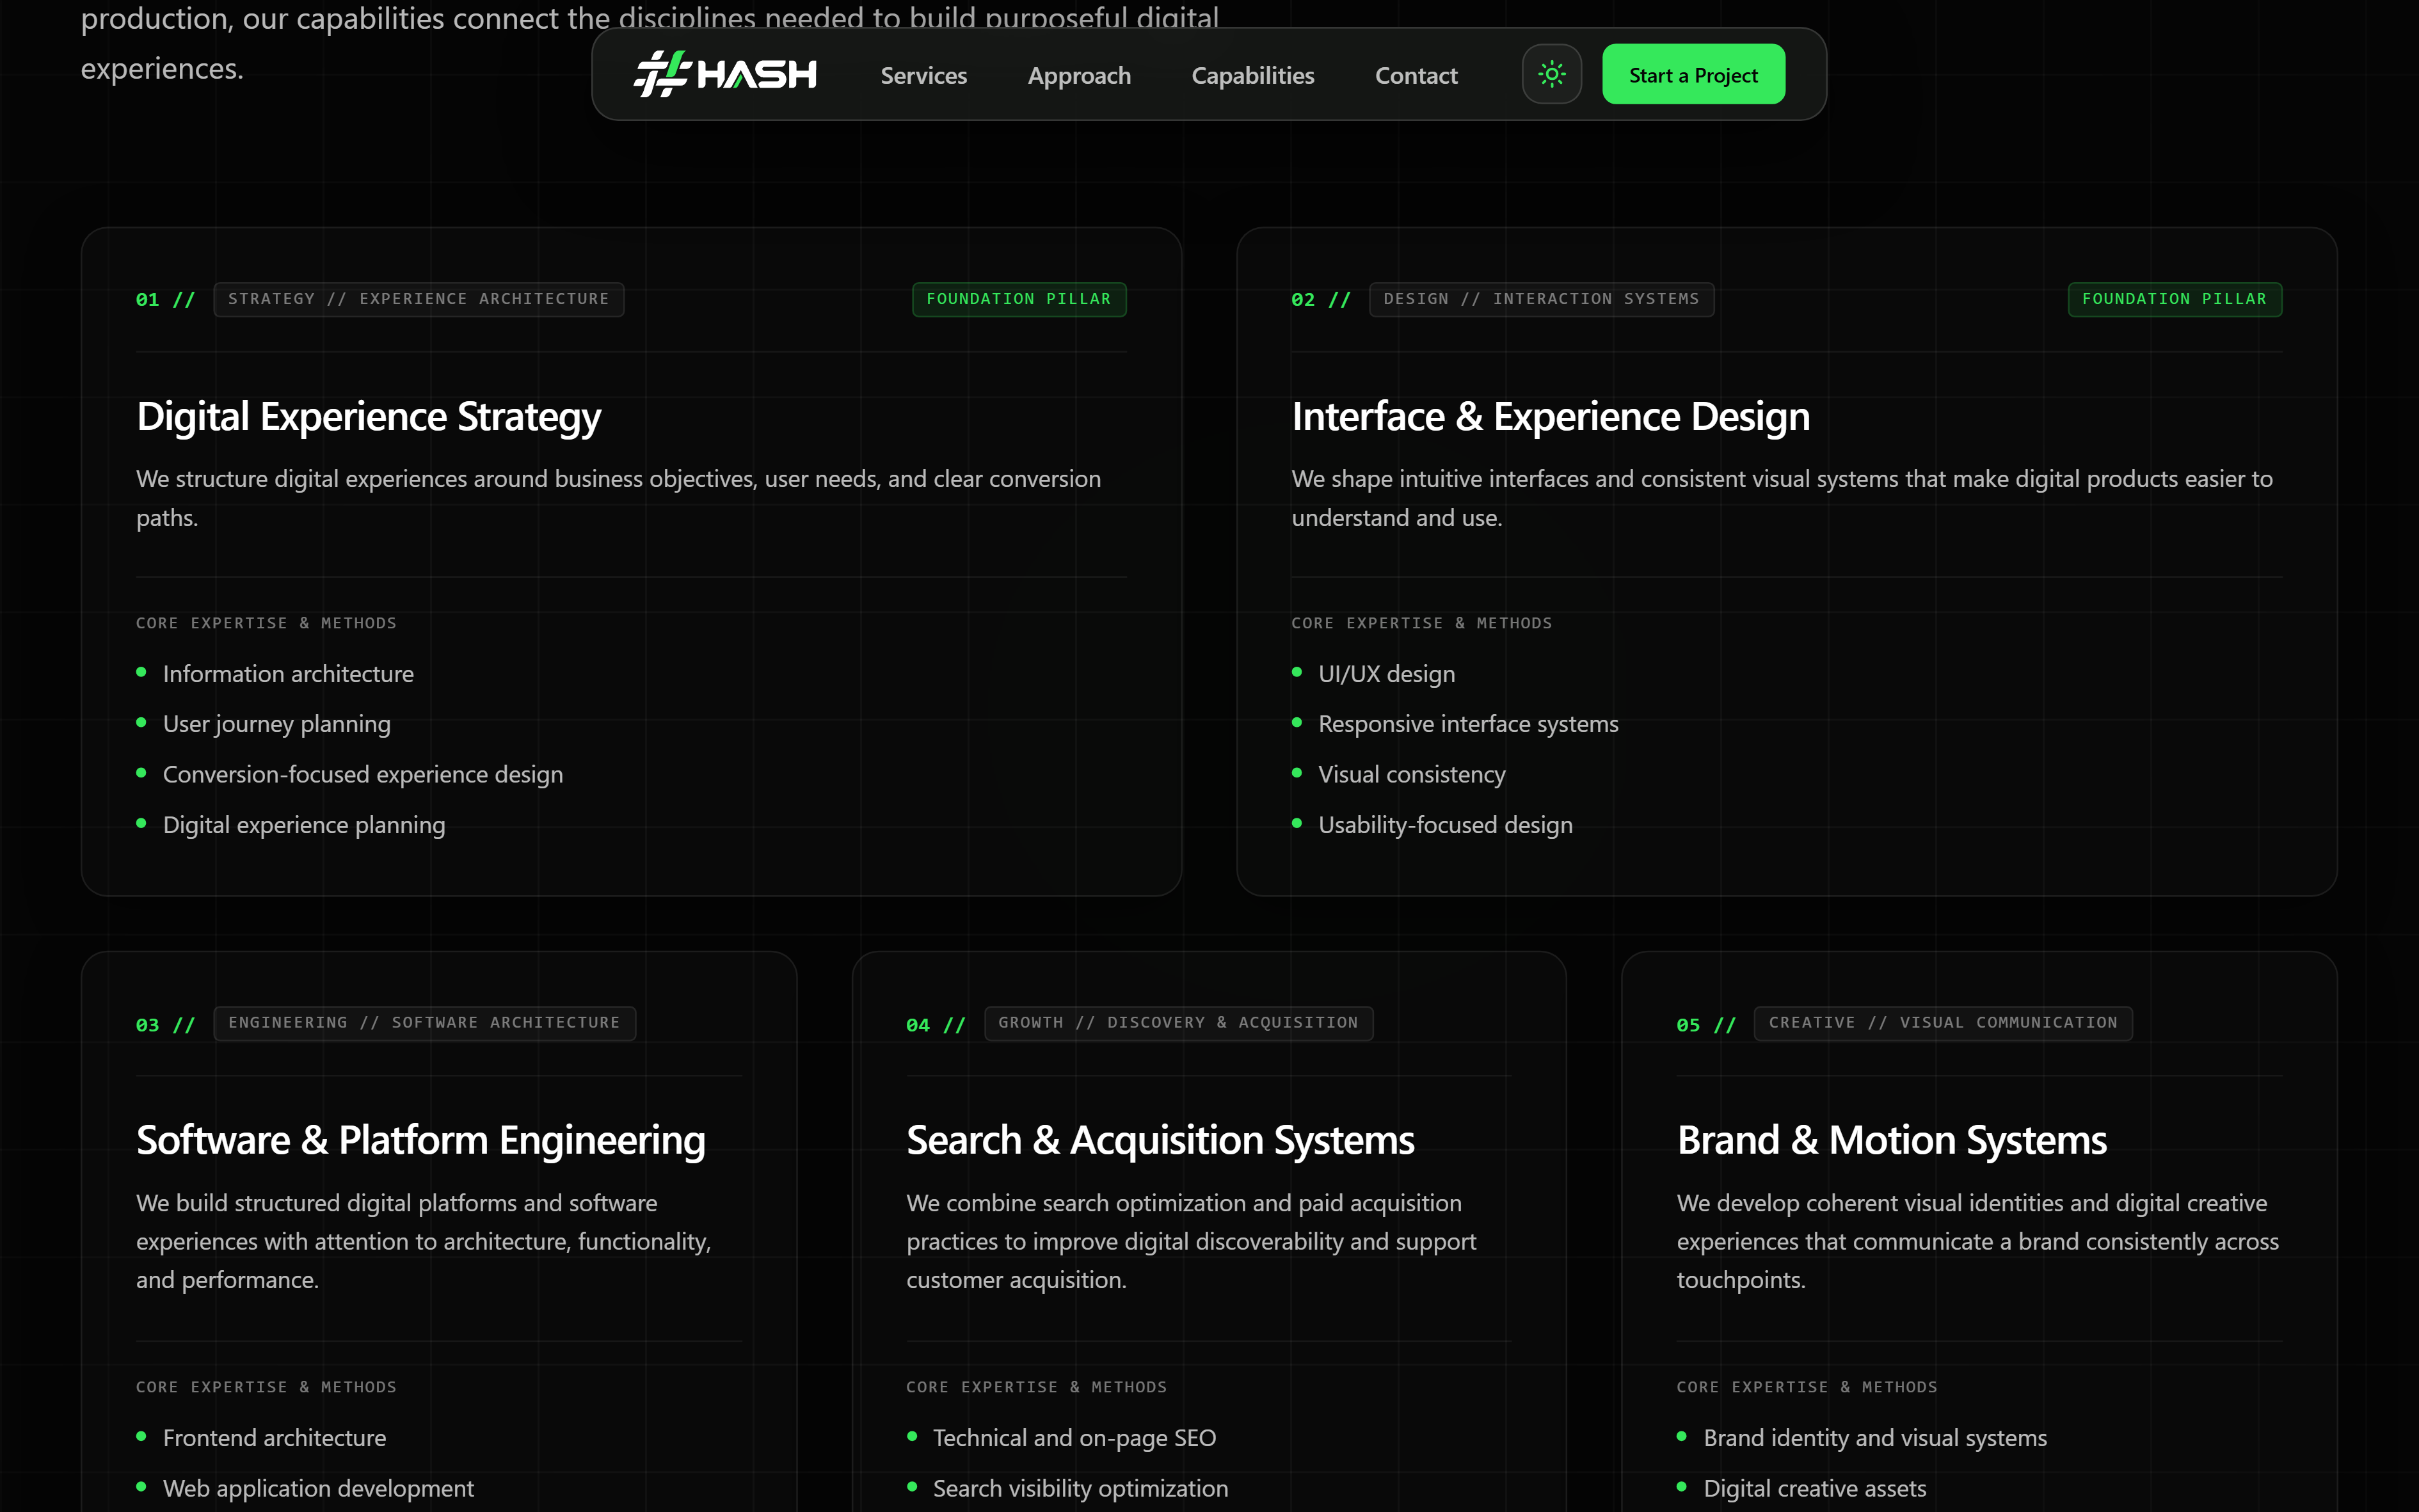 production, our capabilities connect the disciplines needed to build purposeful digital
experiences.
HASH
Services
Approach
Capabilities
Contact
Start a Project
01 //
STRATEGY // EXPERIENCE ARCHITECTURE
FOUNDATION PILLAR
Digital Experience Strategy
We structure digital experiences around business objectives, user needs, and clear conversion
paths.
CORE EXPERTISE & METHODS
Information architecture
User journey planning
Conversion-focused experience design
Digital experience planning
02 //
DESIGN // INTERACTION SYSTEMS
FOUNDATION PILLAR
Interface & Experience Design
We shape intuitive interfaces and consistent visual systems that make digital products easier to
understand and use.
CORE EXPERTISE & METHODS
UI/UX design
Responsive interface systems
Visual consistency
Usability-focused design
03 //
ENGINEERING // SOFTWARE ARCHITECTURE
Software & Platform Engineering
We build structured digital platforms and software
experiences with attention to architecture, functionality,
and performance.
CORE EXPERTISE & METHODS
Frontend architecture
Web application development
04 //
GROWTH // DISCOVERY & ACQUISITION
Search & Acquisition Systems
We combine search optimization and paid acquisition
practices to improve digital discoverability and support
customer acquisition.
CORE EXPERTISE & METHODS
Technical and on-page SEO
Search visibility optimization
05 //
CREATIVE // VISUAL COMMUNICATION
Brand & Motion Systems
We develop coherent visual identities and digital creative
experiences that communicate a brand consistently across
touchpoints.
CORE EXPERTISE & METHODS
Brand identity and visual systems
Digital creative assets